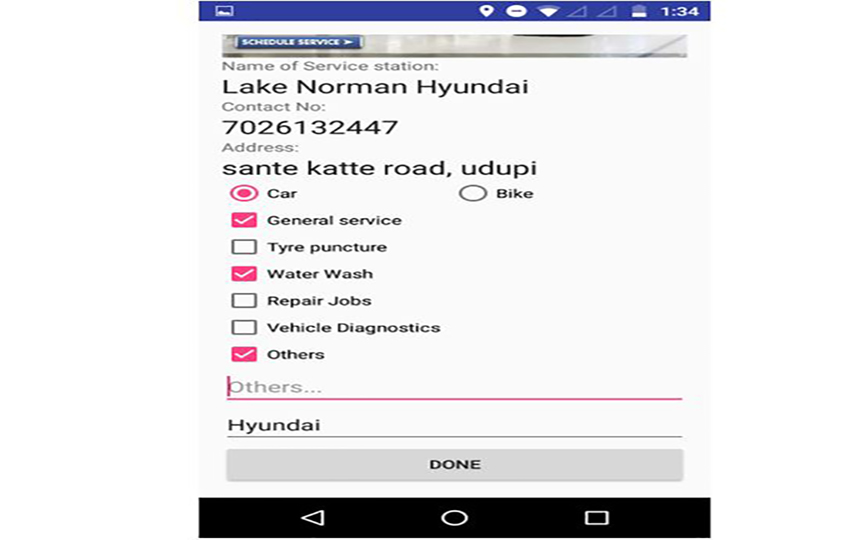 1:34
SCHEDULE SERVICE >
Name of Service station:
Lake Norman Hyundai
Contact No:
7026132447
Address:
sante katte road, udupi
Car
Bike
General service
Tyre puncture
Water Wash
Repair Jobs
Vehicle Diagnostics
Others
Others...
Hyundai
DONE